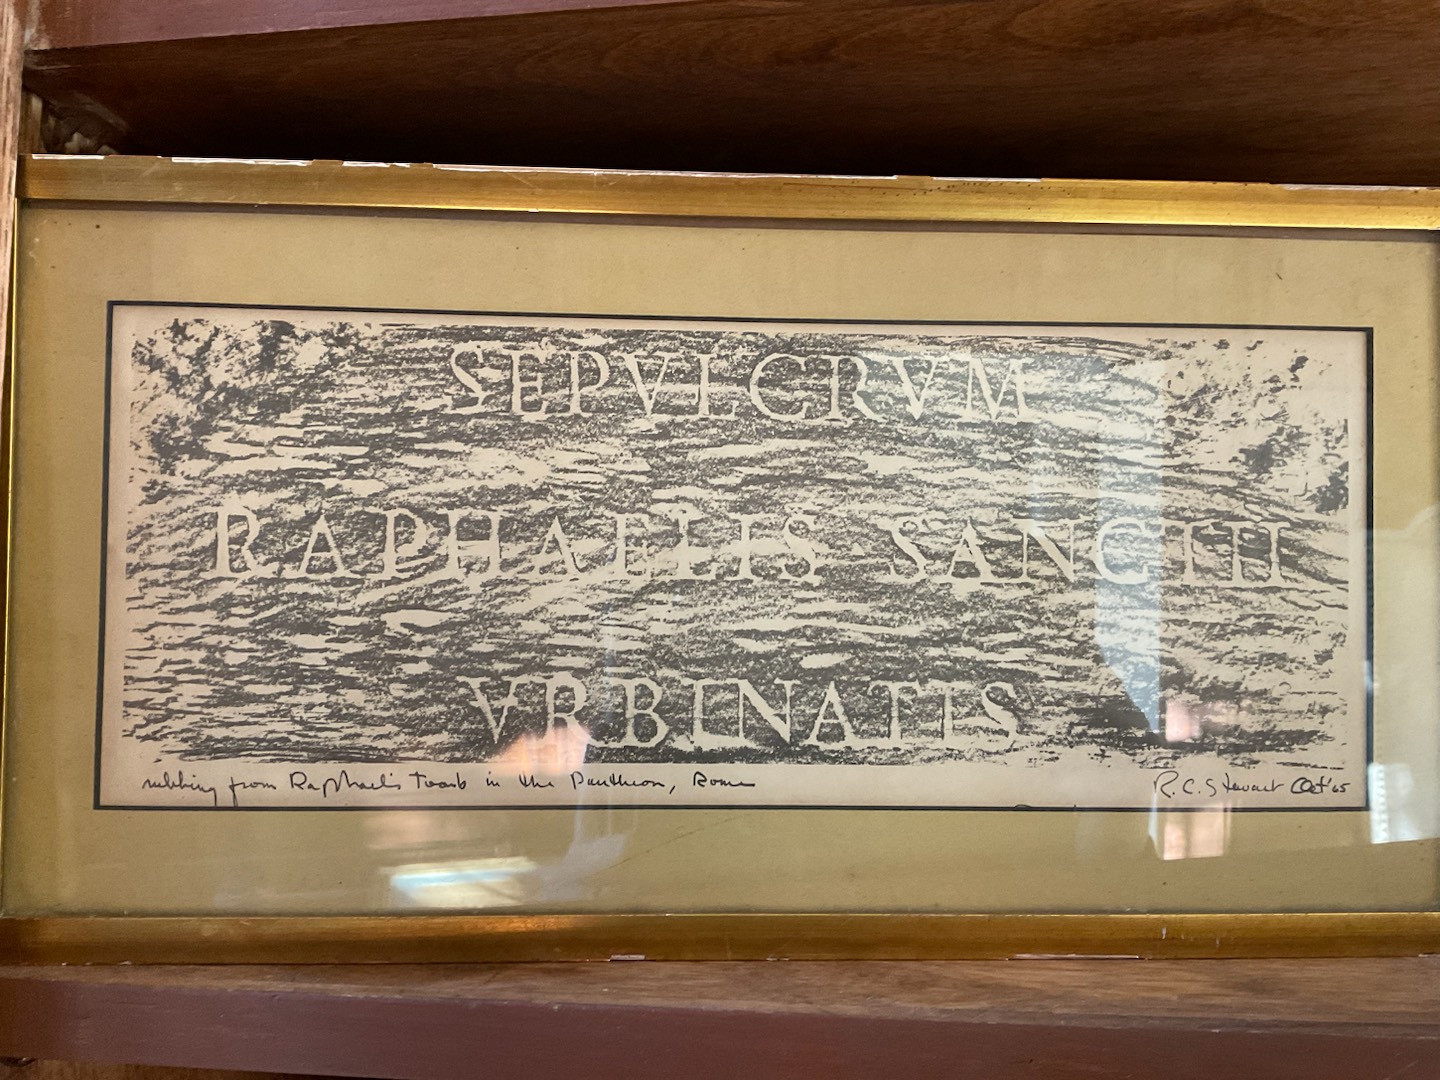 SEPVLCRVM
RAPHAELIS SANCTII
VRBINATIS
rubbing from Raphael's Tomb in the Pantheon, Rome
R. C. Stewart Oct '65